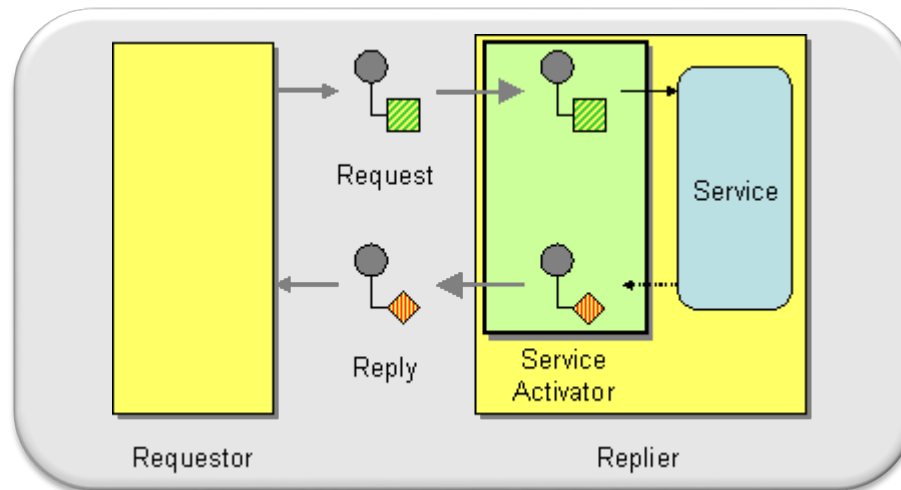 Request
Service
Reply
Service
Activator
Requestor
Replier